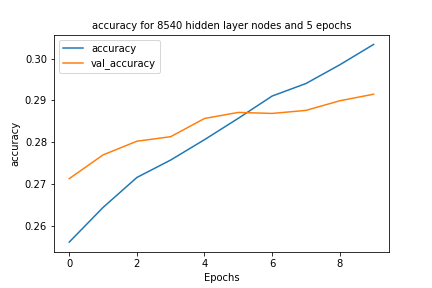 accuracy for 8540 hidden layer nodes and 5 epochs
accuracy
val_accuracy
0.30
0.29
0.28
0.27
0.26
accuracy
0 2 4 6 8
Epochs